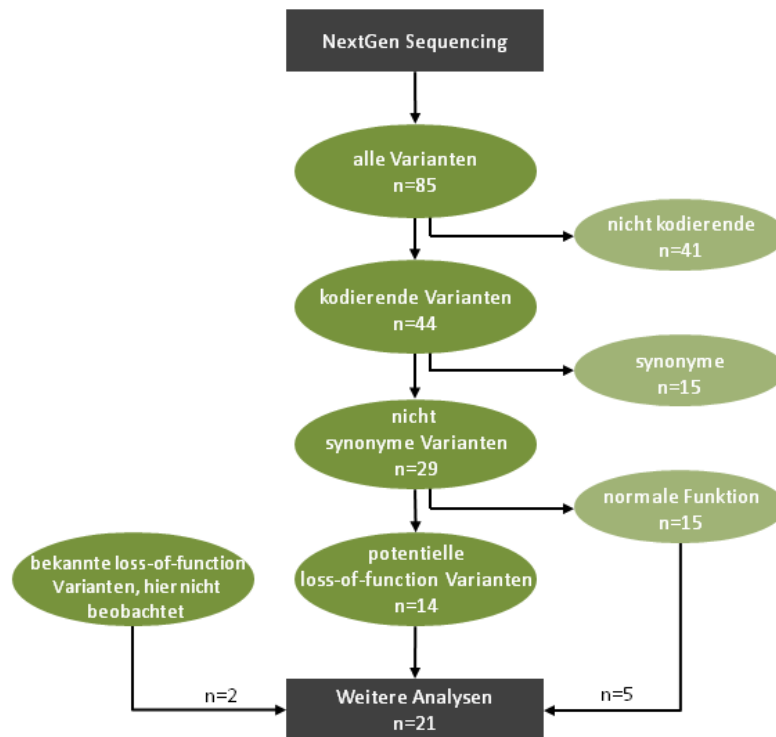 NextGen Sequencing
alle Varianten
n=85
nicht kodierende
n=41
kodierende Varianten
n=44
synonyme
n=15
nicht
synonyme Varianten
n=29
normale Funktion
n=15
potentielle
loss-of-function Varianten
n=14
bekannte loss-of-function
Varianten, hier nicht
beobachtet
n=2
Weitere Analysen
n=21
n=5